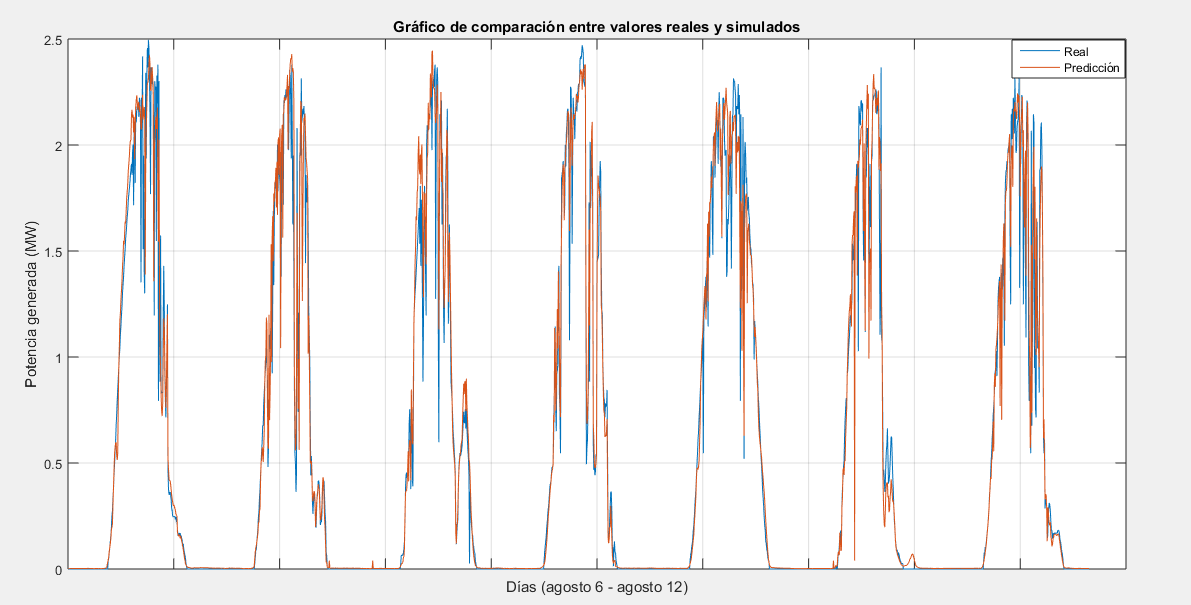 Gráfico de comparación entre valores reales y simulados
Real
Predicción
Potencia generada (MW)
2.5
2
1.5
1
0.5
0
Días (agosto 6 - agosto 12)